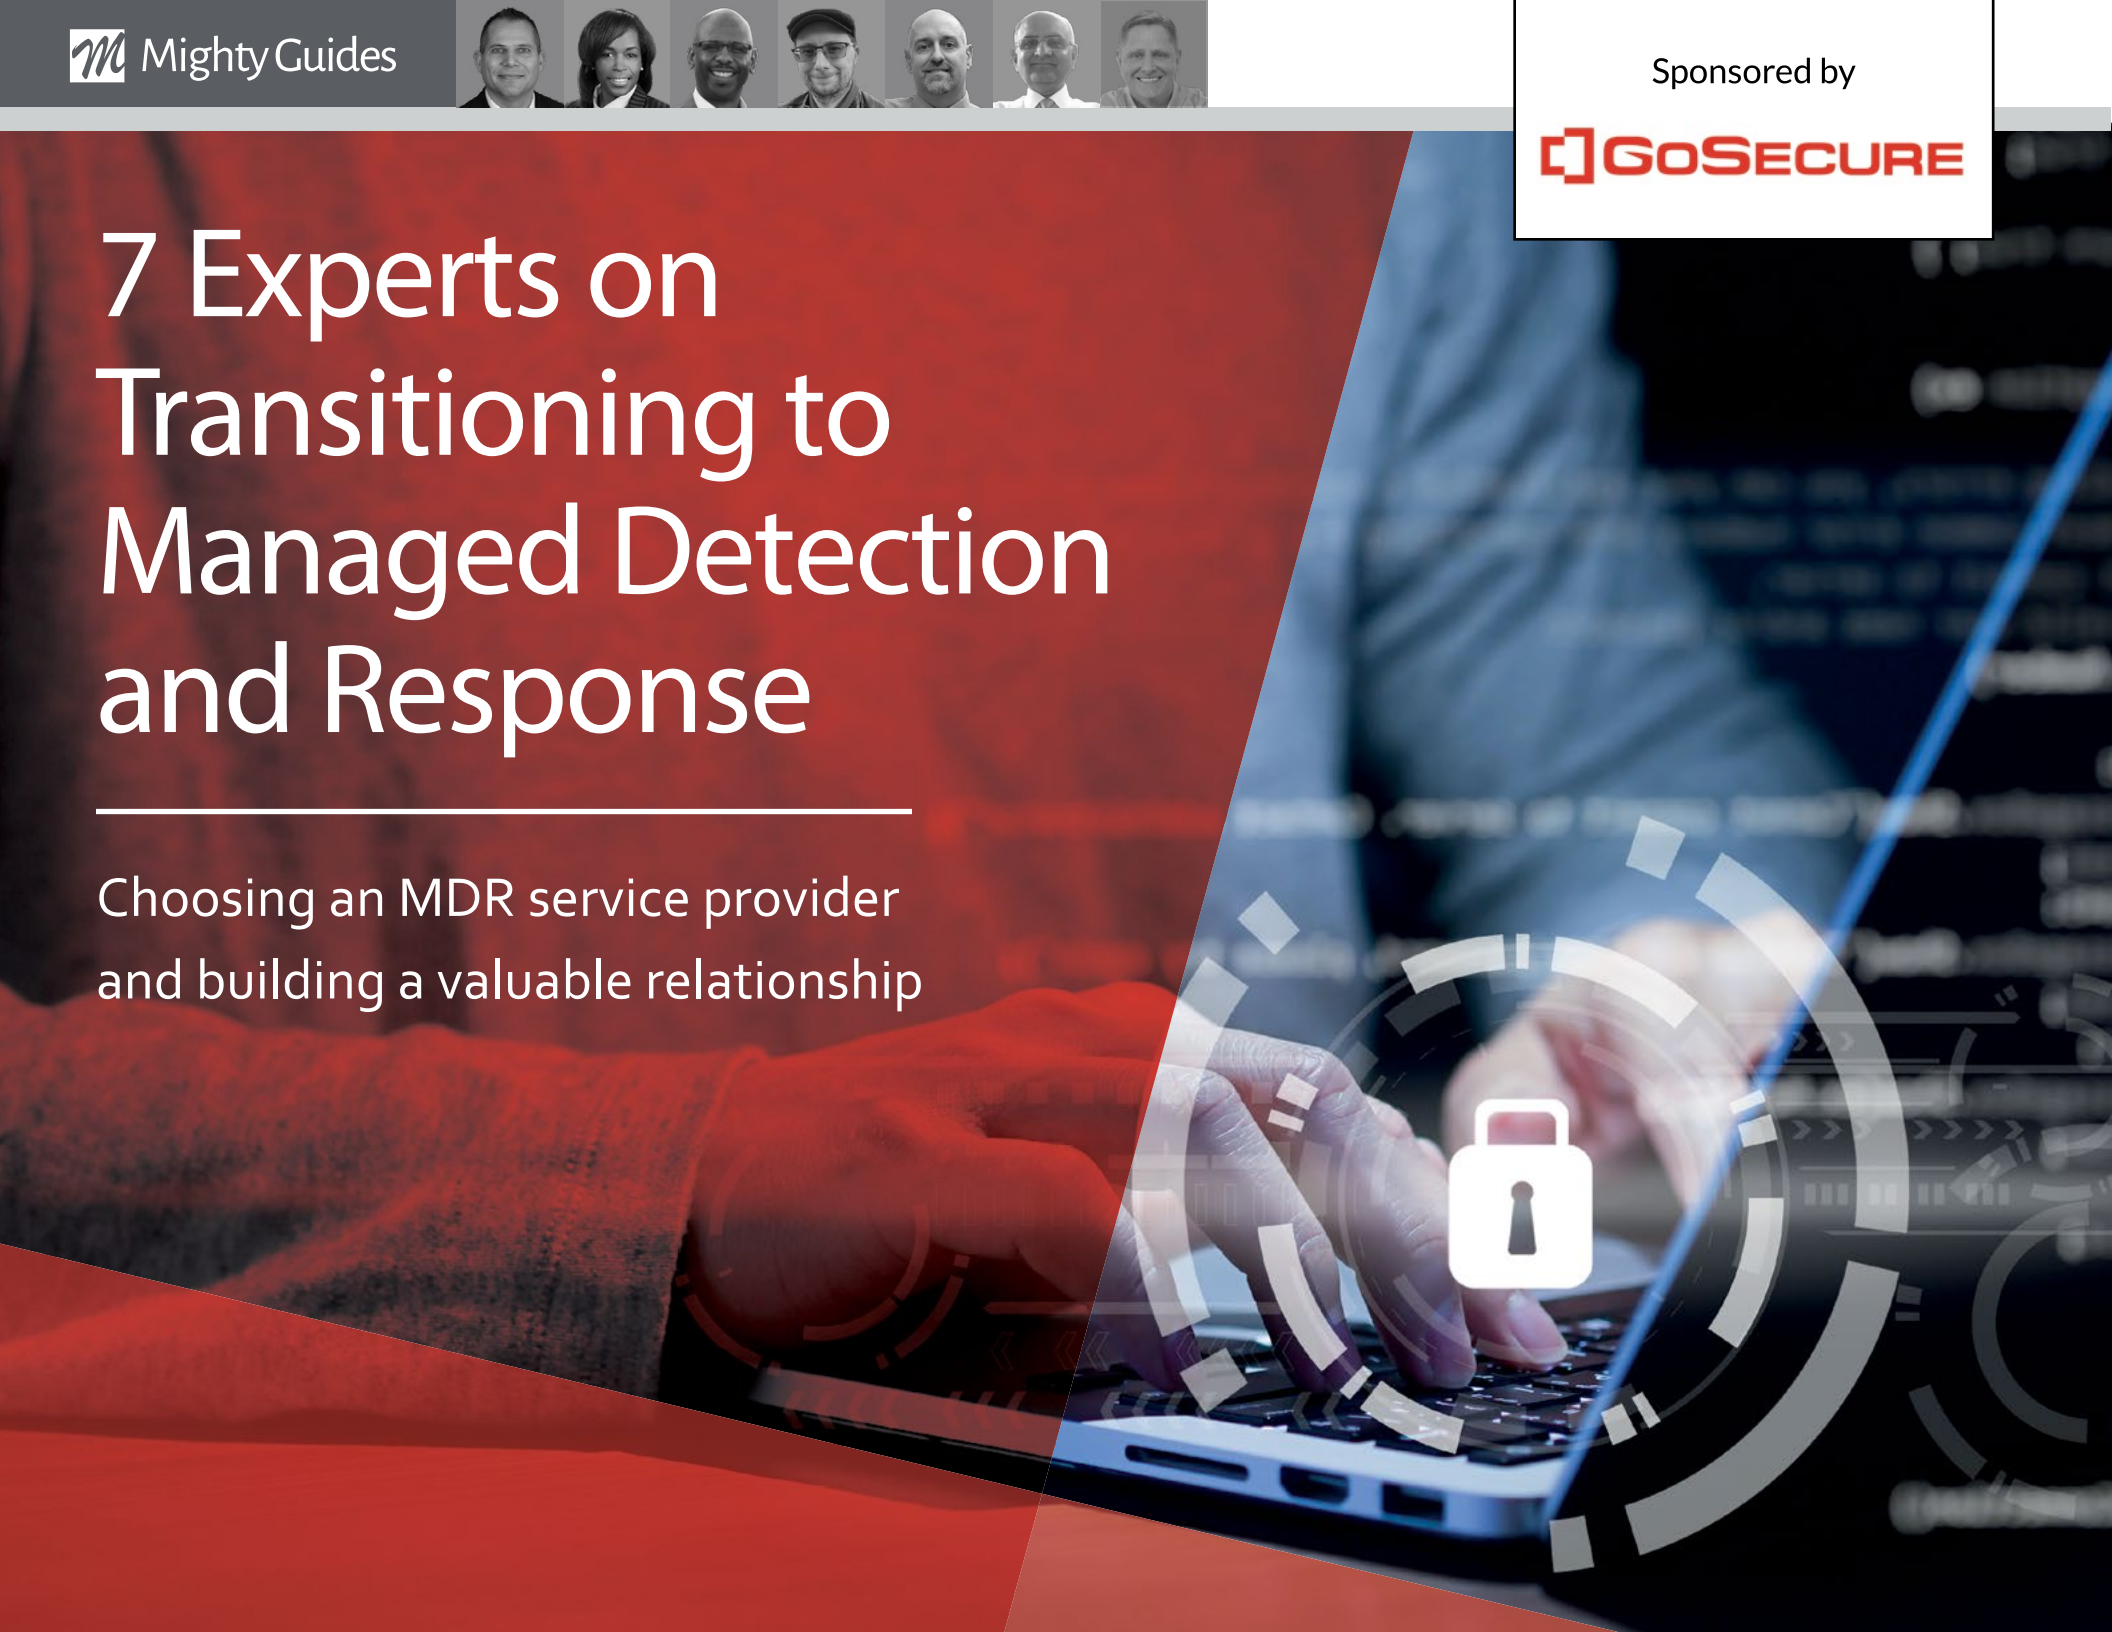 Mighty Guides
Sponsored by
GoSecure
7 Experts on
Transitioning to
Managed Detection
and Response
Choosing an MDR service provider
and building a valuable relationship